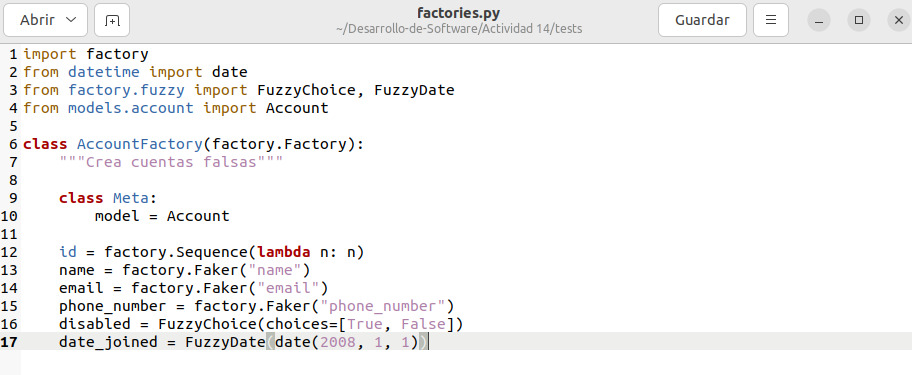 Abrir
factories.py
~/Desarrollo-de-Software/Actividad 14/tests
Guardar
1 import factory
2 from datetime import date
3 from factory.fuzzy import FuzzyChoice, FuzzyDate
4 from models.account import Account
5
6 class AccountFactory(factory.Factory):
7     """Crea cuentas falsas"""
8
9     class Meta:
10         model = Account
11
12     id = factory.Sequence(lambda n: n)
13     name = factory.Faker("name")
14     email = factory.Faker("email")
15     phone_number = factory.Faker("phone_number")
16     disabled = FuzzyChoice(choices=[True, False])
17     date_joined = FuzzyDate(date(2008, 1, 1))